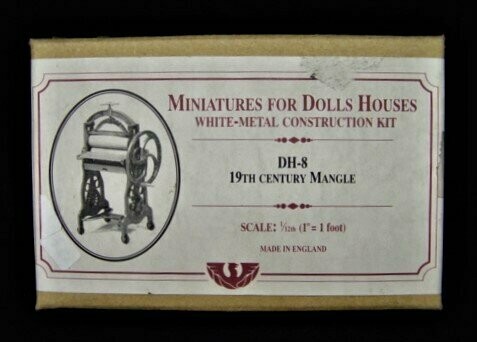 MINIATURES FOR DOLLS HOUSES
WHITE-METAL CONSTRUCTION KIT
DH-8
19TH CENTURY MANGLE
SCALE: 1/12th (1" = 1 foot)
MADE IN ENGLAND